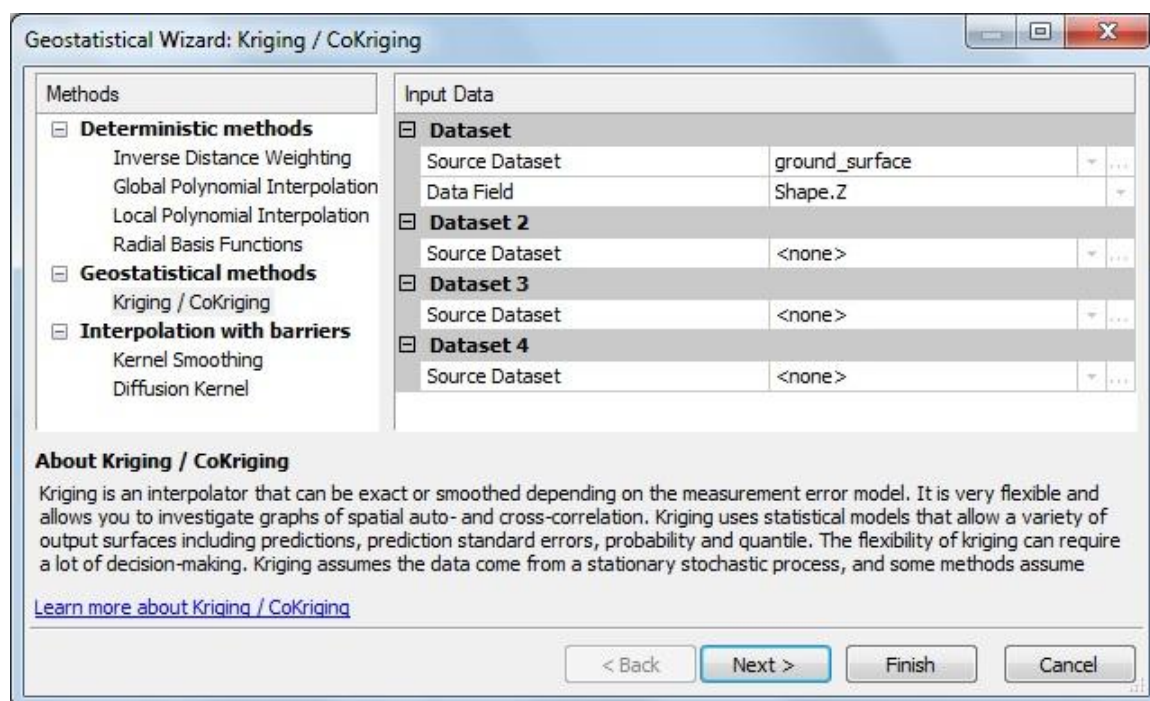 Geostatistical Wizard: Kriging / CoKriging
Methods
Deterministic methods
Inverse Distance Weighting
Global Polynomial Interpolation
Local Polynomial Interpolation
Radial Basis Functions
Geostatistical methods
Kriging / CoKriging
Interpolation with barriers
Kernel Smoothing
Diffusion Kernel
Input Data
Dataset
Source Dataset ground_surface
Data Field Shape.Z
Dataset 2
Source Dataset <none>
Dataset 3
Source Dataset <none>
Dataset 4
Source Dataset <none>
About Kriging / CoKriging
Kriging is an interpolator that can be exact or smoothed depending on the measurement error model. It is very flexible and
allows you to investigate graphs of spatial auto- and cross-correlation. Kriging uses statistical models that allow a variety of
output surfaces including predictions, prediction standard errors, probability and quantile. The flexibility of kriging can require
a lot of decision-making. Kriging assumes the data come from a stationary stochastic process, and some methods assume
Learn more about Kriging / CoKriging
< Back Next > Finish Cancel